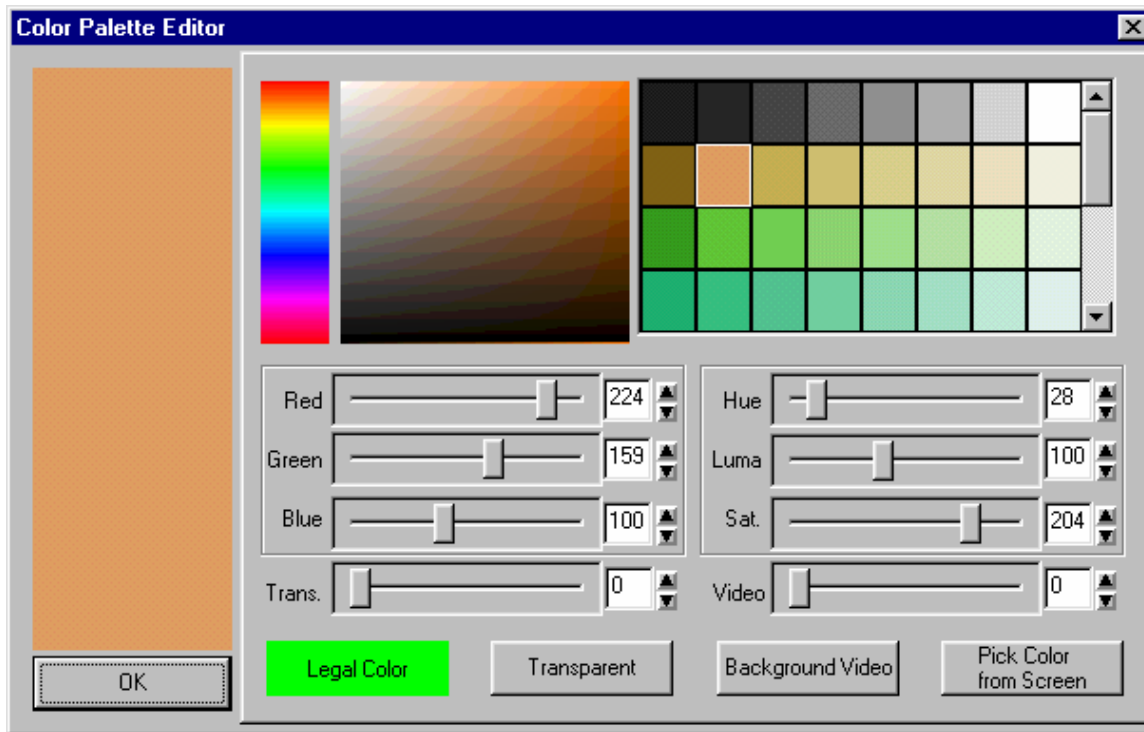 Color Palette Editor
Red 224
Hue 28
Green 159
Luma 100
Blue 100
Sat. 204
Trans. 0
Video 0
OK
Legal Color
Transparent
Background Video
Pick Color
from Screen